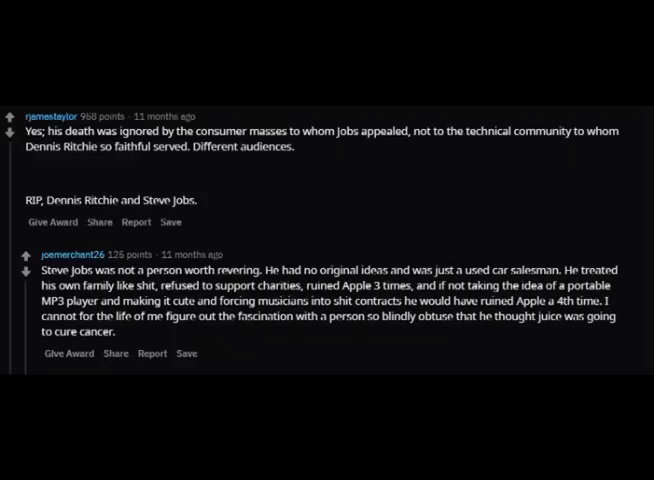 rjamestaylor 958 points · 11 months ago
Yes; his death was ignored by the consumer masses to whom Jobs appealed, not to the technical community to whom
Dennis Ritchie so faithful served. Different audiences.
RIP, Dennis Ritchie and Steve Jobs.
Give Award Share Report Save
joemerchant26 125 points · 11 months ago
Steve Jobs was not a person worth revering. He had no original ideas and was just a used car salesman. He treated
his own family like shit, refused to support charities, ruined Apple 3 times, and if not taking the idea of a portable
MP3 player and making it cute and forcing musicians into shit contracts he would have ruined Apple a 4th time. I
cannot for the life of me figure out the fascination with a person so blindly obtuse that he thought juice was going
to cure cancer.
Give Award Share Report Save